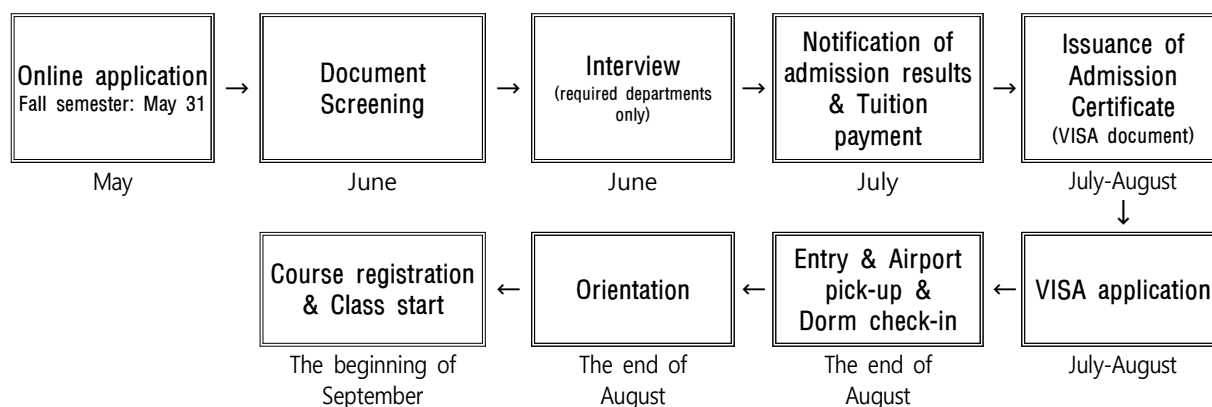 Online application
Fall semester: May 31
→
Document
Screening
→
Interview
(required departments
only)
→
Notification of
admission results
& Tuition
payment
→
Issuance of
Admission
Certificate
(VISA document)
May
June
June
July
July-August
↓
VISA application
←
Entry & Airport
pick-up &
Dorm check-in
←
Orientation
←
Course registration
& Class start
July-August
The end of
August
The end of
August
The beginning of
September